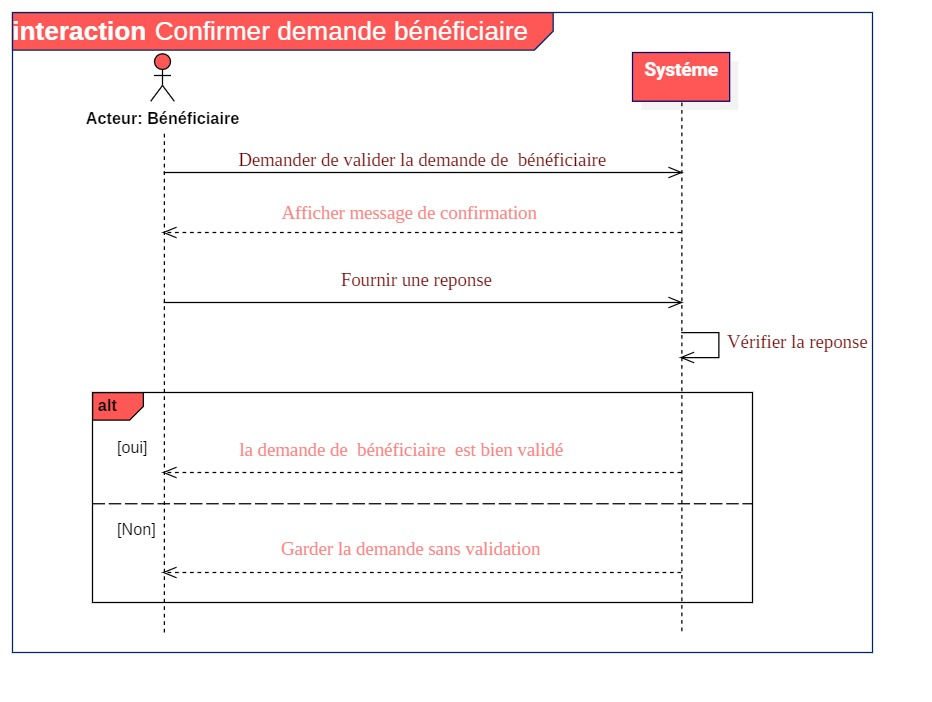 interaction Confirmer demande bénéficiaire
Systéme
Acteur: Bénéficiaire
Demander de valider la demande de  bénéficiaire
Afficher message de confirmation
Fournir une reponse
Vérifier la reponse
alt
[oui]
la demande de  bénéficiaire  est bien validé
[Non]
Garder la demande sans validation